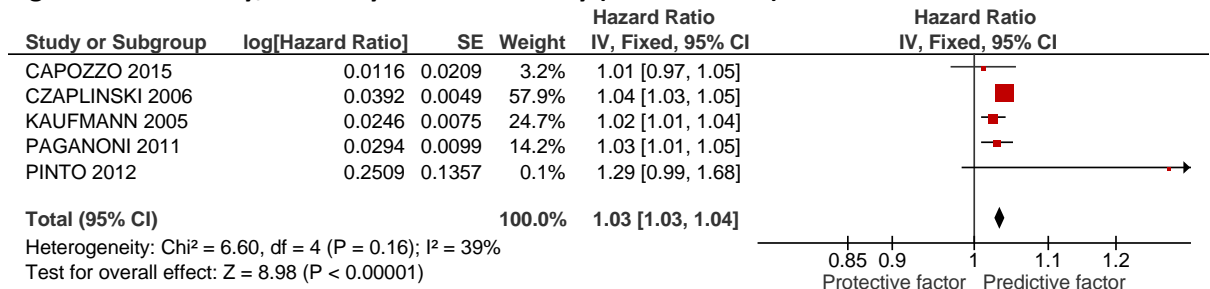 Hazard Ratio Hazard Ratio
Study or Subgroup log[Hazard Ratio] SE Weight IV, Fixed, 95% CI IV, Fixed, 95% CI
CAPOZZO 2015 0.0116 0.0209 3.2% 1.01 [0.97, 1.05]
CZAPLINSKI 2006 0.0392 0.0049 57.9% 1.04 [1.03, 1.05]
KAUFMANN 2005 0.0246 0.0075 24.7% 1.02 [1.01, 1.04]
PAGANONI 2011 0.0294 0.0099 14.2% 1.03 [1.01, 1.05]
PINTO 2012 0.2509 0.1357 0.1% 1.29 [0.99, 1.68]
Total (95% CI) 100.0% 1.03 [1.03, 1.04]
Heterogeneity: Chi² = 6.60, df = 4 (P = 0.16); I² = 39%
Test for overall effect: Z = 8.98 (P < 0.00001)
0.85 0.9 1 1.1 1.2
Protective factor Predictive factor